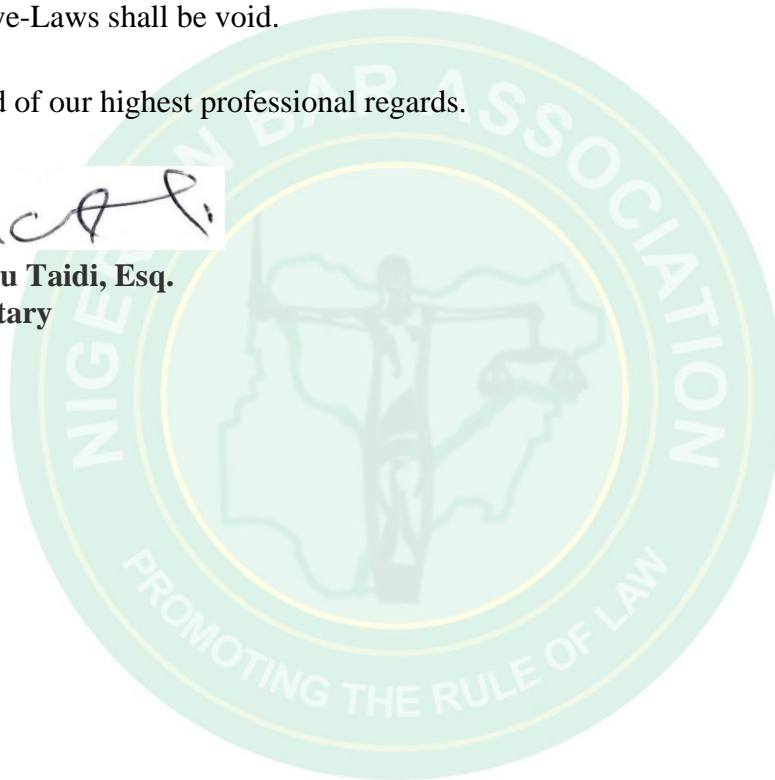 ye-Laws shall be void.
d of our highest professional regards.
u Taidi, Esq.
tary
NIGERIAN BAR ASSOCIATION
PROMOTING THE RULE OF LAW